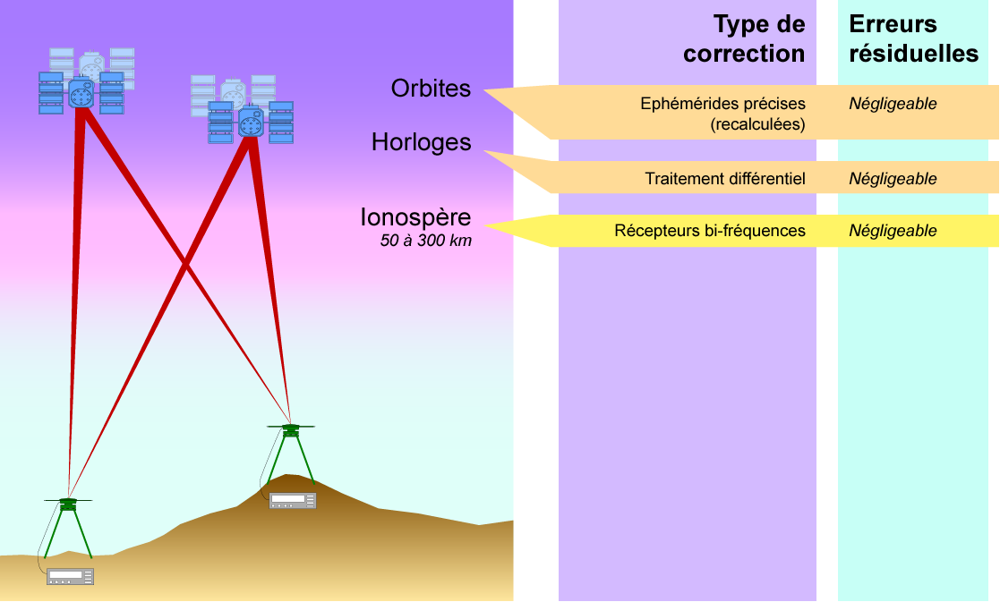 Type de
correction
Erreurs
résiduelles
Orbites
Ephémérides précises
(recalculées)
Négligeable
Horloges
Traitement différentiel
Négligeable
Ionospère
50 à 300 km
Récepteurs bi-fréquences
Négligeable